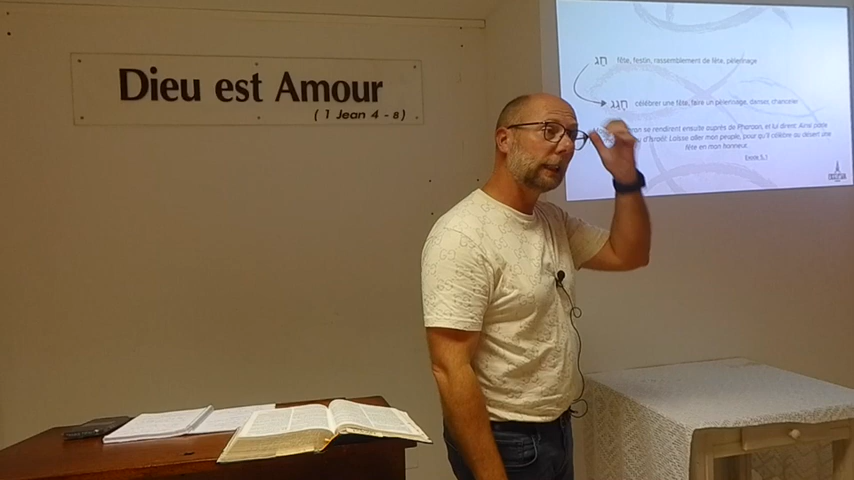 Dieu est Amour
(1 Jean 4 - 8)
חַג fête, festin, rassemblement de fête, pèlerinage
חָגַג célébrer une fête, faire un pèlerinage, danser, chanceler
se rendirent ensuite auprès de Pharaon, et lui dirent: Ainsi parle
d'Israël: Laisse aller mon peuple, pour qu'il célèbre au désert une
fête en mon honneur.
Exode 5.1